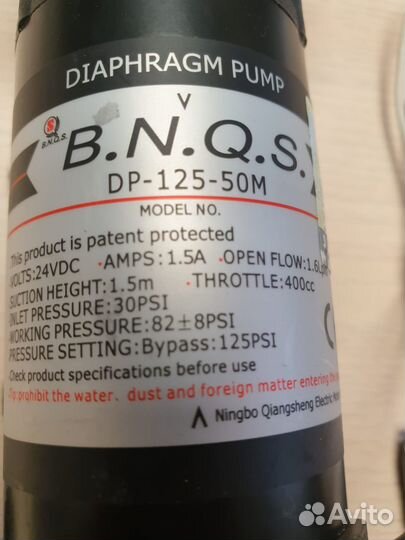 DIAPHRAGM PUMP
B.N.Q.S.
B.N.Q.S.
DP-125-50M
MODEL NO.
This product is patent protected
VOLTS:24VDC ·AMPS:1.5A ·OPEN FLOW:1.6Lpm
SUCTION HEIGHT:1.5m ·THROTTLE:400cc
INLET PRESSURE:30PSI
WORKING PRESSURE:82±8PSI
PRESSURE SETTING:Bypass:125PSI
Check product specifications before use
Tip:prohibit the water. dust and foreign matter entering the
Ningbo Qiangsheng Electric
Avito